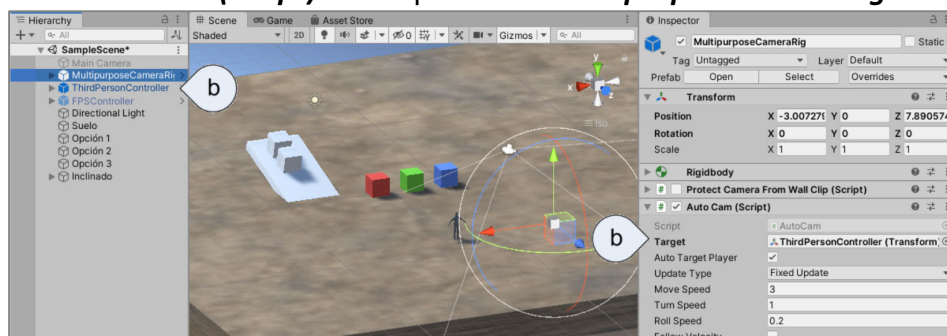 Hierarchy
All
SampleScene*
Main Camera
MultipurposeCameraRi
ThirdPersonController
FPSController
Directional Light
Suelo
Opción 1
Opción 2
Opción 3
Inclinado
b
Scene Game Asset Store
Shaded 2D 0 Gizmos All
y
x
Iso
b
Inspector
MultipurposeCameraRig Static
Tag Untagged Layer Default
Prefab Open Select Overrides
Transform
Position X -3.007279 Y 0 Z 7.890574
Rotation X 0 Y 0 Z 0
Scale X 1 Y 1 Z 1
Rigidbody
Protect Camera From Wall Clip (Script)
Auto Cam (Script)
Script AutoCam
Target ThirdPersonController (Transform)
Auto Target Player
Update Type Fixed Update
Move Speed 3
Turn Speed 1
Roll Speed 0.2
Follow Velocity